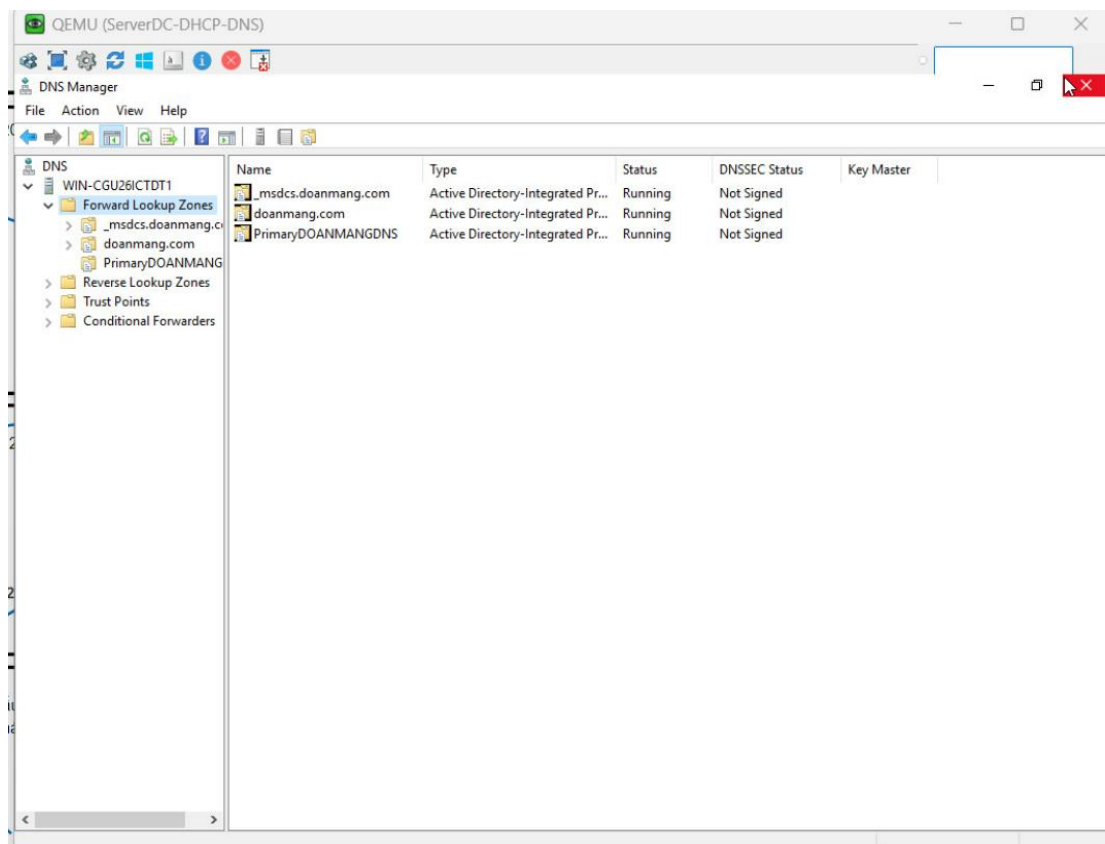 QEMU (ServerDC-DHCP-DNS)
DNS Manager
File Action View Help
DNS
WIN-CGU26ICTDT1
Forward Lookup Zones
_msdcs.doanmang.c
doanmang.com
PrimaryDOANMANG
Reverse Lookup Zones
Trust Points
Conditional Forwarders
Name Type Status DNSSEC Status Key Master
_msdcs.doanmang.com Active Directory-Integrated Pr... Running Not Signed
doanmang.com Active Directory-Integrated Pr... Running Not Signed
PrimaryDOANMANGDNS Active Directory-Integrated Pr... Running Not Signed